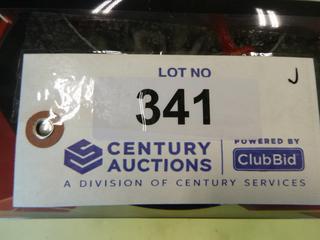 LOT NO
J
341
CENTURY
AUCTIONS
POWERED BY
ClubBid
A DIVISION OF CENTURY SERVICES